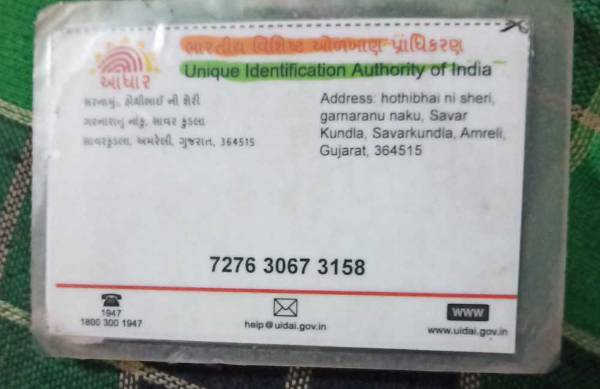 ભારતીય વિશિષ્ટ ઓળખાણ પ્રાધિકરણ
Unique Identification Authority of India
આધાર
સરનામું: હોથીભાઈ ની શેરી
ગરનારાનું નાકું, સાવર કુંડલા
સાવરકુંડલા, અમરેલી, ગુજરાત, 364515
Address: hothibhai ni sheri,
garnaranu naku, Savar
Kundla, Savarkundla, Amreli,
Gujarat, 364515
7276 3067 3158
1947
1800 300 1947
help@uidai.gov.in
WWW
www.uidai.gov.in